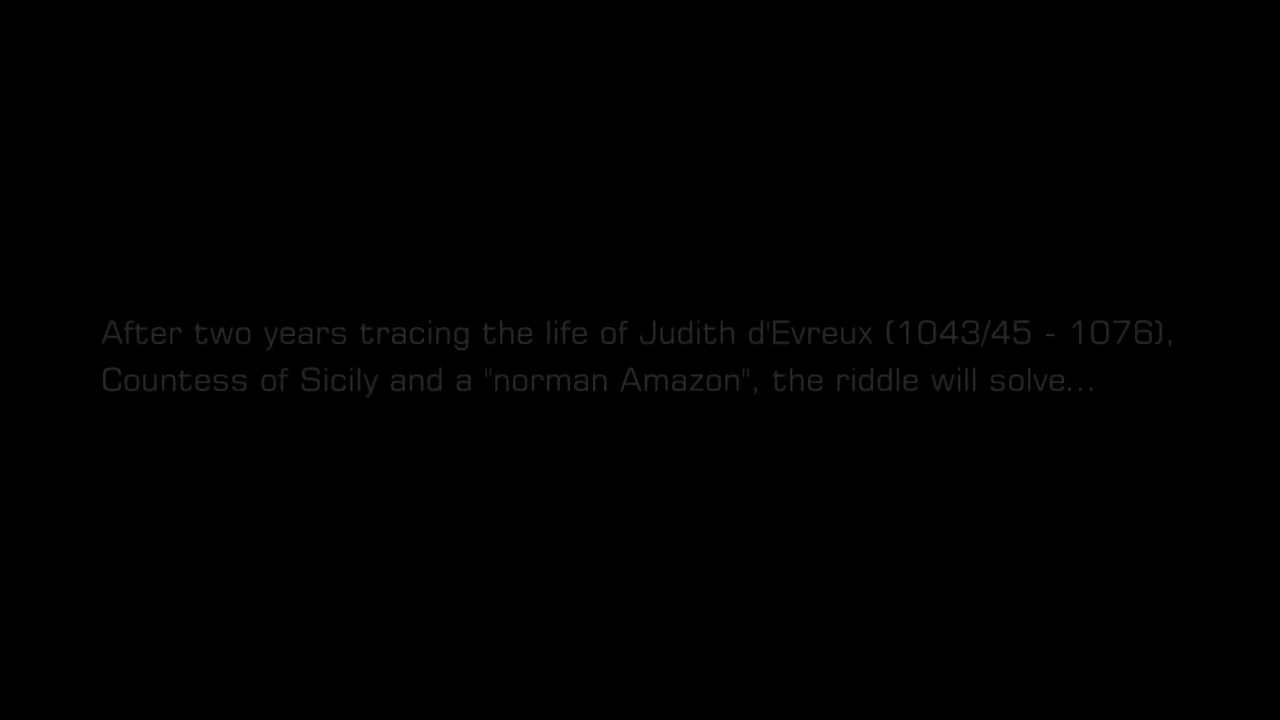 After two years tracing the life of Judith d'Evreux (1043/45 - 1076),
Countess of Sicily and a "norman Amazon", the riddle will solve...